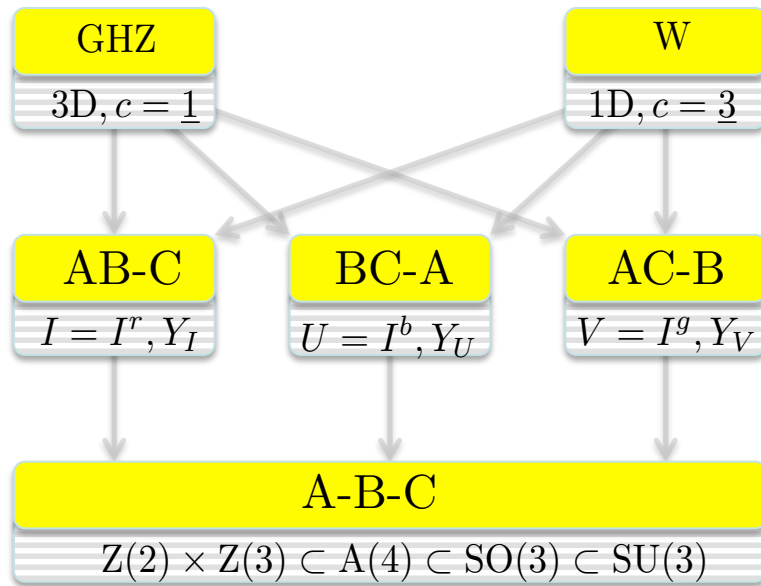 GHZ
W
3D, c = 1
1D, c = 3
AB-C
BC-A
AC-B
I = I^r, Y_I
U = I^b, Y_U
V = I^g, Y_V
A-B-C
Z(2) × Z(3) ⊂ A(4) ⊂ SO(3) ⊂ SU(3)